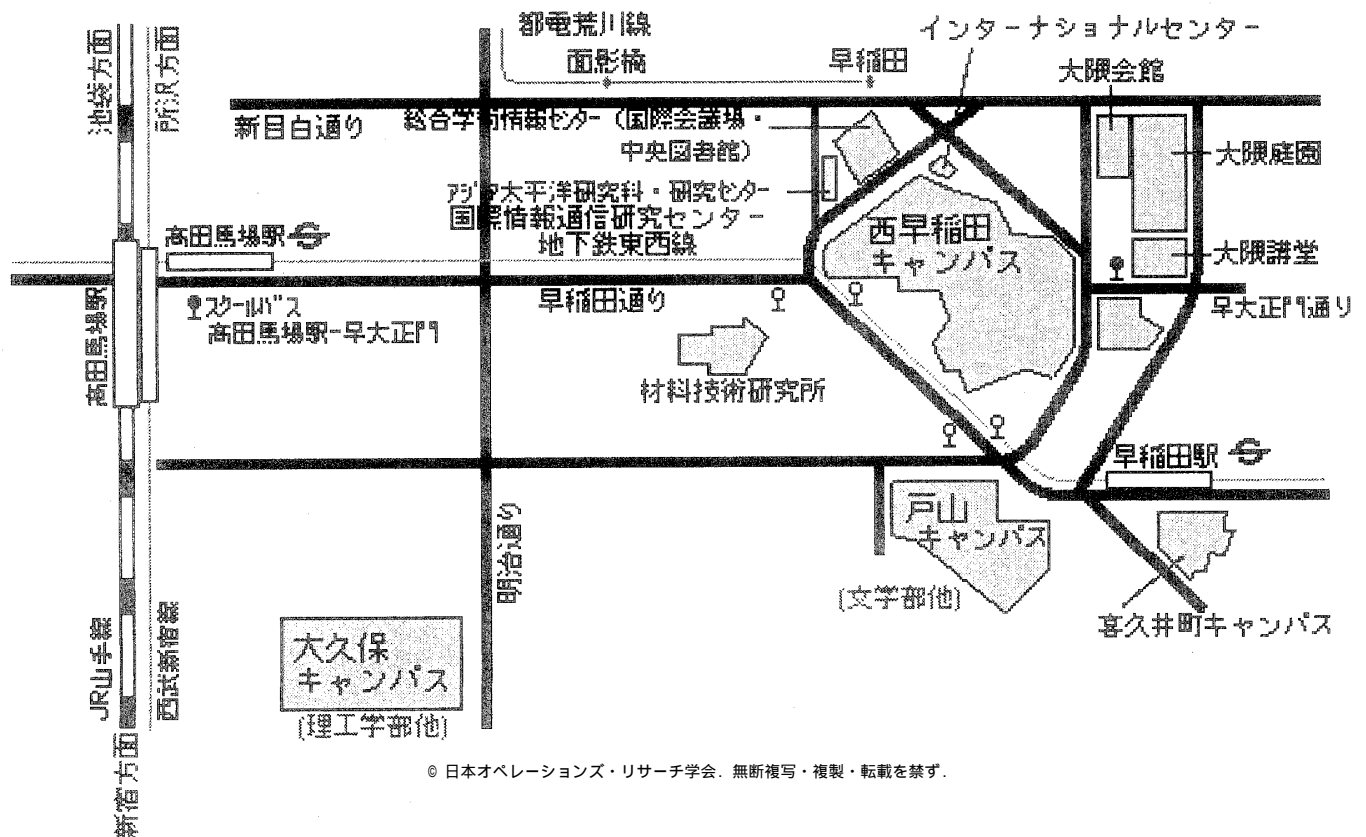 都電荒川線
面影橋
早稲田
インターナショナルセンター
大隈会館
池袋方面
所沢方面
新目白通り
総合学術情報センター（国際会議場・
中央図書館）
大隈庭園
アジア太平洋研究科・研究センター
国際情報通信研究センター
地下鉄東西線
西早稲田
キャンパス
高田馬場駅
大隈講堂
高田馬場駅
スクールバス
高田馬場駅-早大正門
早稲田通り
早大正門通り
材料技術研究所
早稲田駅
戸山
キャンパス
(文学部他)
明治通り
喜久井町キャンパス
JR山手線
西武新宿線
大久保
キャンパス
(理工学部他)
新宿方面
© 日本オペレーションズ・リサーチ学会. 無断複写・複製・転載を禁ず.